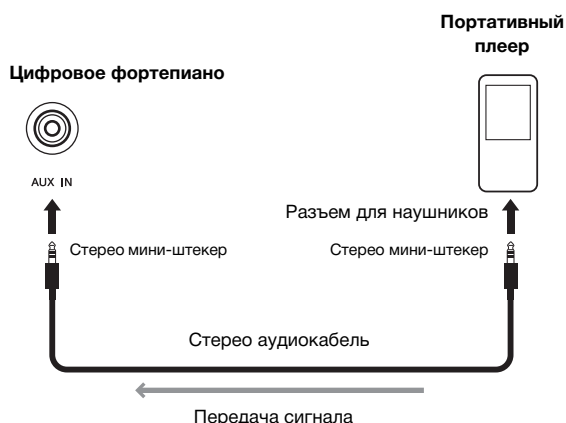 Портативный
плеер
Цифровое фортепиано
AUX IN
Разъем для наушников
Стерео мини-штекер
Стерео мини-штекер
Стерео аудиокабель
Передача сигнала